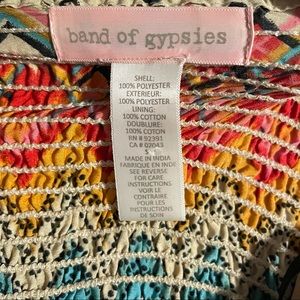 band of gypsies
SHELL:
100% POLYESTER
EXTERIEUR:
100% POLYESTER
LINING:
100% COTTON
DOUBLURE:
100% COTON
RN # 92391
CA # 02043
S
MADE IN INDIA
FABRIQUE EN INDE
SEE REVERSE
FOR CARE
INSTRUCTIONS
VOIR LE
CONTRAIRE
POUR LES
INSTRUCTIONS
DE SOIN